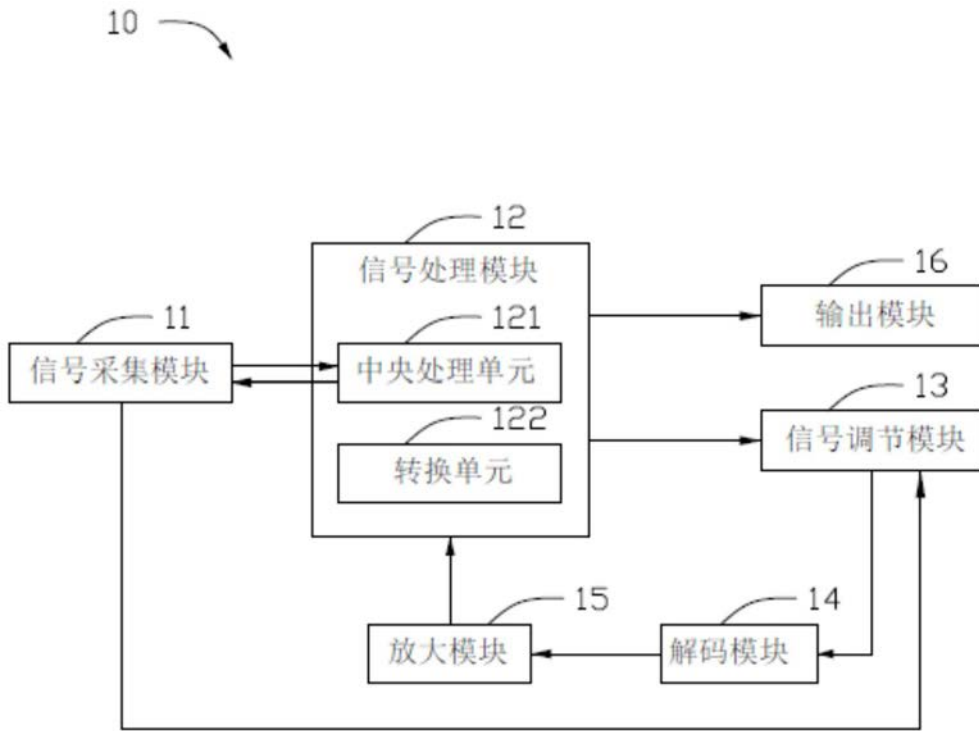 10
12
信号处理模块
16
输出模块
11
信号采集模块
121
中央处理单元
13
信号调节模块
122
转换单元
15
放大模块
14
解码模块